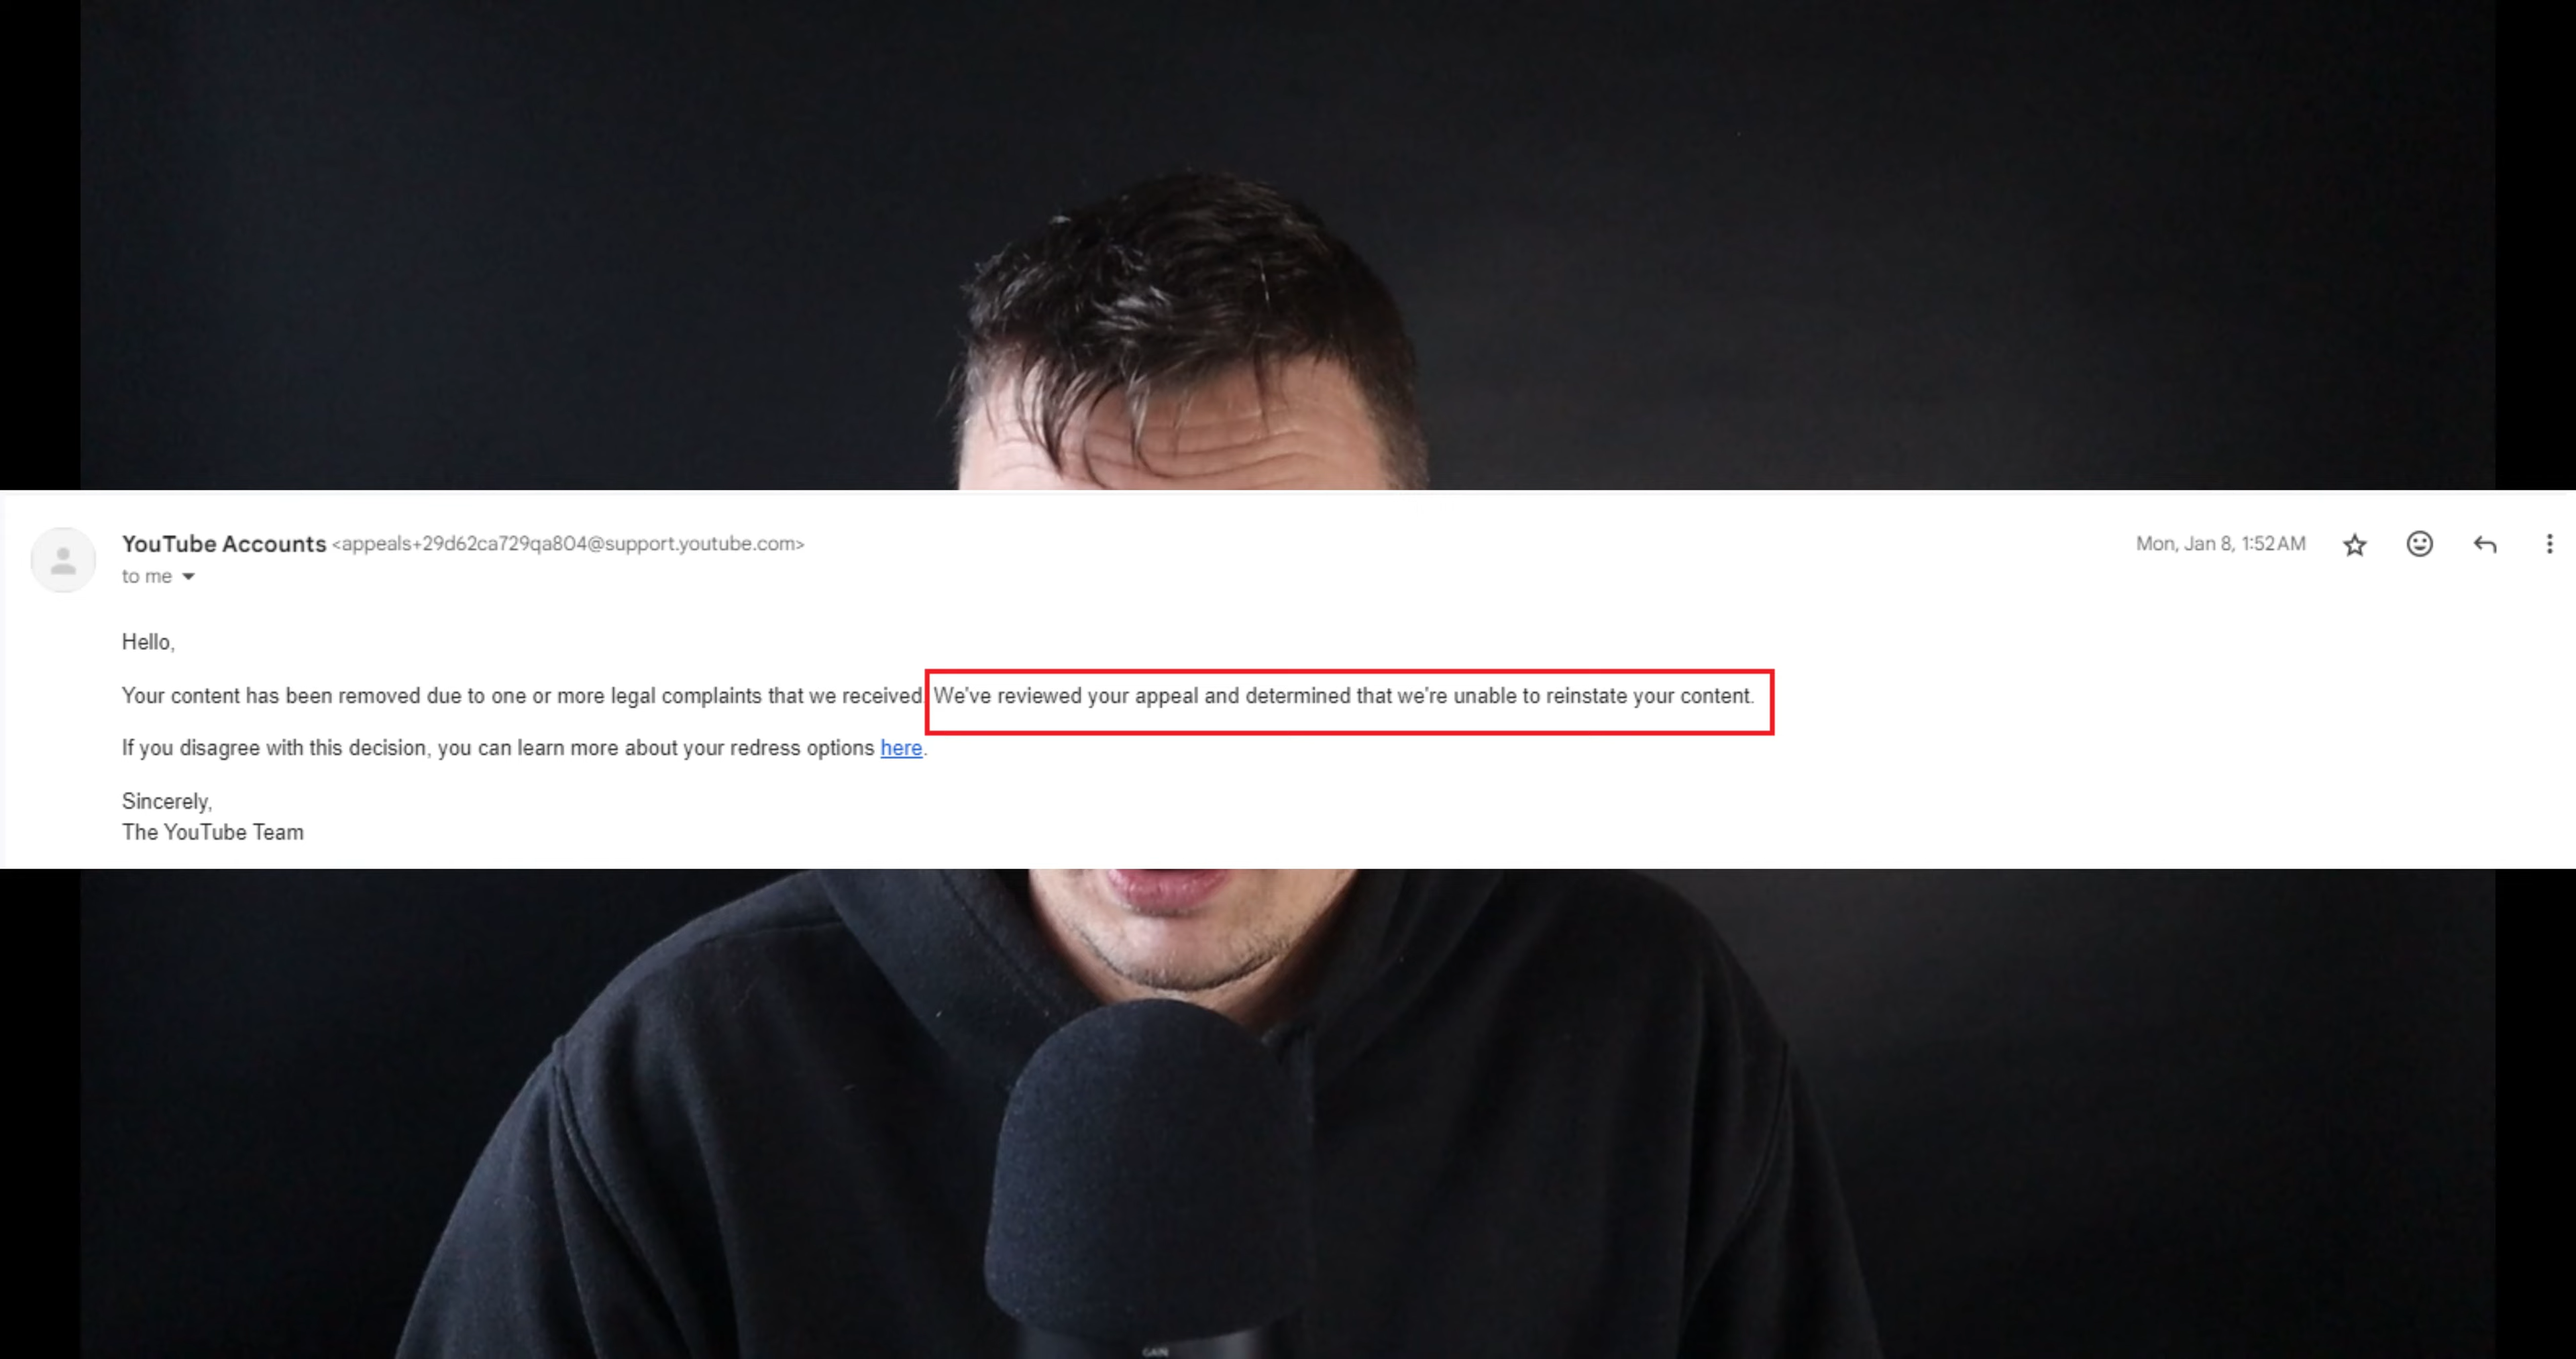 YouTube Accounts <appeals+29d62ca729qa804@support.youtube.com> Mon, Jan 8, 1:52 AM
to me
Hello,
Your content has been removed due to one or more legal complaints that we received. We've reviewed your appeal and determined that we're unable to reinstate your content.
If you disagree with this decision, you can learn more about your redress options here.
Sincerely,
The YouTube Team
GAIN